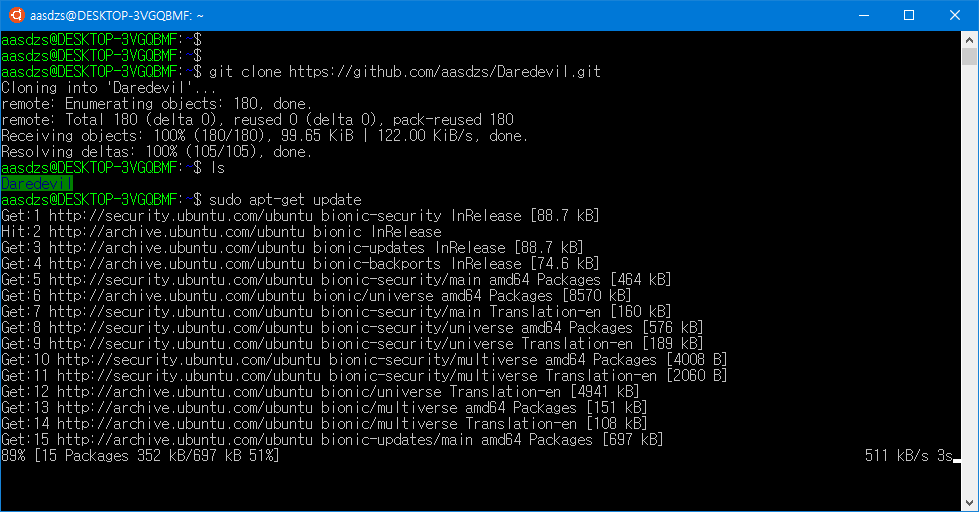 aasdzs@DESKTOP-3VGQBMF: ~
aasdzs@DESKTOP-3VGQBMF:~$
aasdzs@DESKTOP-3VGQBMF:~$
aasdzs@DESKTOP-3VGQBMF:~$ git clone https://github.com/aasdzs/Daredevil.git
Cloning into 'Daredevil'...
remote: Enumerating objects: 180, done.
remote: Total 180 (delta 0), reused 0 (delta 0), pack-reused 180
Receiving objects: 100% (180/180), 99.65 KiB | 122.00 KiB/s, done.
Resolving deltas: 100% (105/105), done.
aasdzs@DESKTOP-3VGQBMF:~$ ls
Daredevil
aasdzs@DESKTOP-3VGQBMF:~$ sudo apt-get update
Get:1 http://security.ubuntu.com/ubuntu bionic-security InRelease [88.7 kB]
Hit:2 http://archive.ubuntu.com/ubuntu bionic InRelease
Get:3 http://archive.ubuntu.com/ubuntu bionic-updates InRelease [88.7 kB]
Get:4 http://archive.ubuntu.com/ubuntu bionic-backports InRelease [74.6 kB]
Get:5 http://security.ubuntu.com/ubuntu bionic-security/main amd64 Packages [464 kB]
Get:6 http://archive.ubuntu.com/ubuntu bionic/universe amd64 Packages [8570 kB]
Get:7 http://security.ubuntu.com/ubuntu bionic-security/main Translation-en [160 kB]
Get:8 http://security.ubuntu.com/ubuntu bionic-security/universe amd64 Packages [576 kB]
Get:9 http://security.ubuntu.com/ubuntu bionic-security/universe Translation-en [189 kB]
Get:10 http://security.ubuntu.com/ubuntu bionic-security/multiverse amd64 Packages [4008 B]
Get:11 http://security.ubuntu.com/ubuntu bionic-security/multiverse Translation-en [2060 B]
Get:12 http://archive.ubuntu.com/ubuntu bionic/universe Translation-en [4941 kB]
Get:13 http://archive.ubuntu.com/ubuntu bionic/multiverse amd64 Packages [151 kB]
Get:14 http://archive.ubuntu.com/ubuntu bionic/multiverse Translation-en [108 kB]
Get:15 http://archive.ubuntu.com/ubuntu bionic-updates/main amd64 Packages [697 kB]
89% [15 Packages 352 kB/697 kB 51%] 511 kB/s 3s